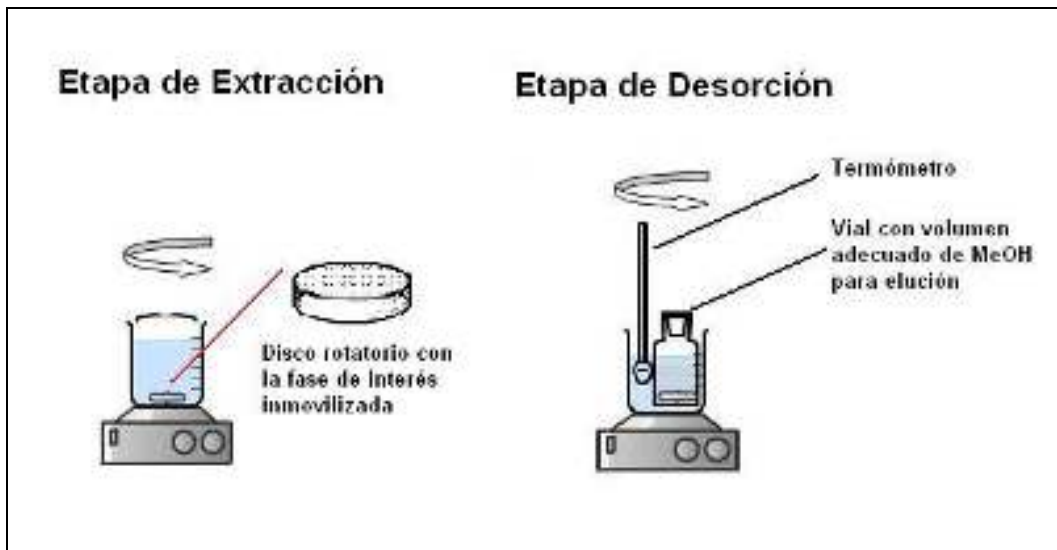 Etapa de Extracción
Etapa de Desorción
Termómetro
Vial con volumen
adecuado de MeOH
para elución
Disco rotatorio con
la fase de Interés
inmovilizada